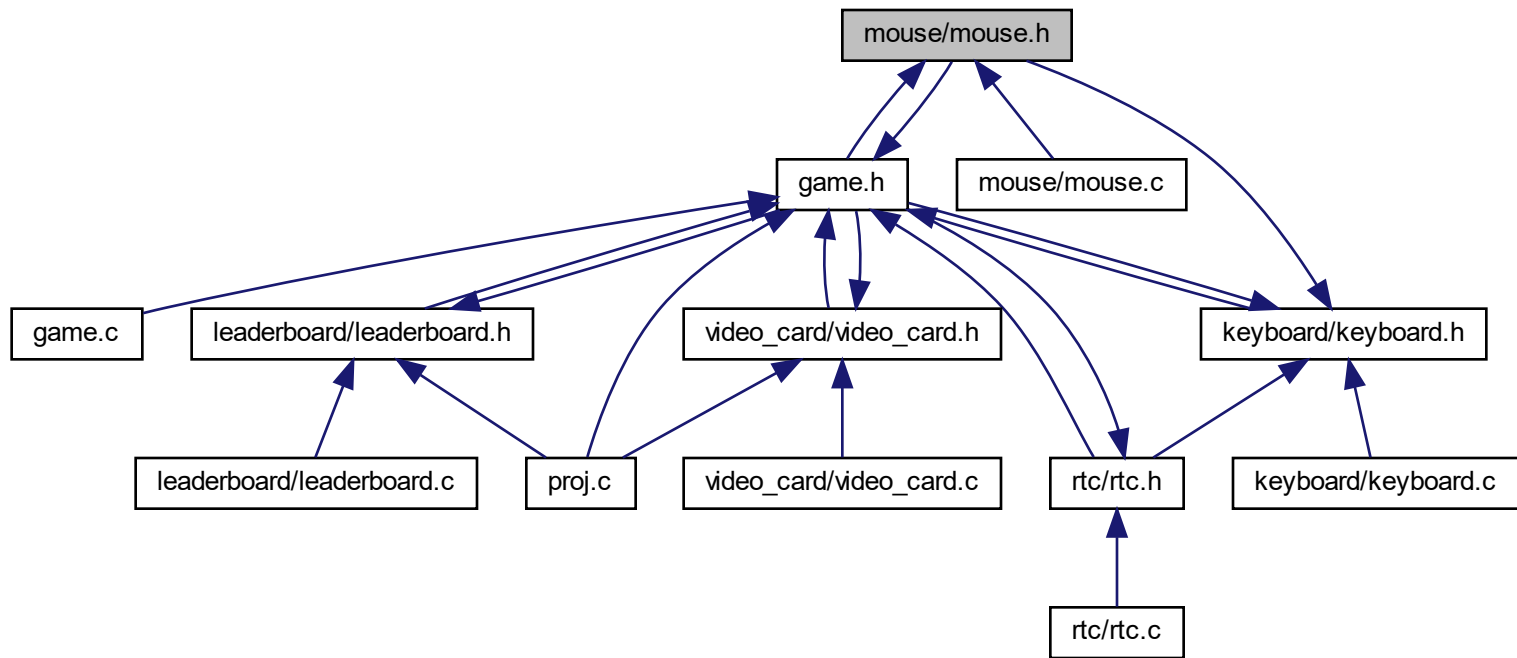 mouse/mouse.h
game.h
mouse/mouse.c
game.c
leaderboard/leaderboard.h
video_card/video_card.h
keyboard/keyboard.h
leaderboard/leaderboard.c
proj.c
video_card/video_card.c
rtc/rtc.h
keyboard/keyboard.c
rtc/rtc.c